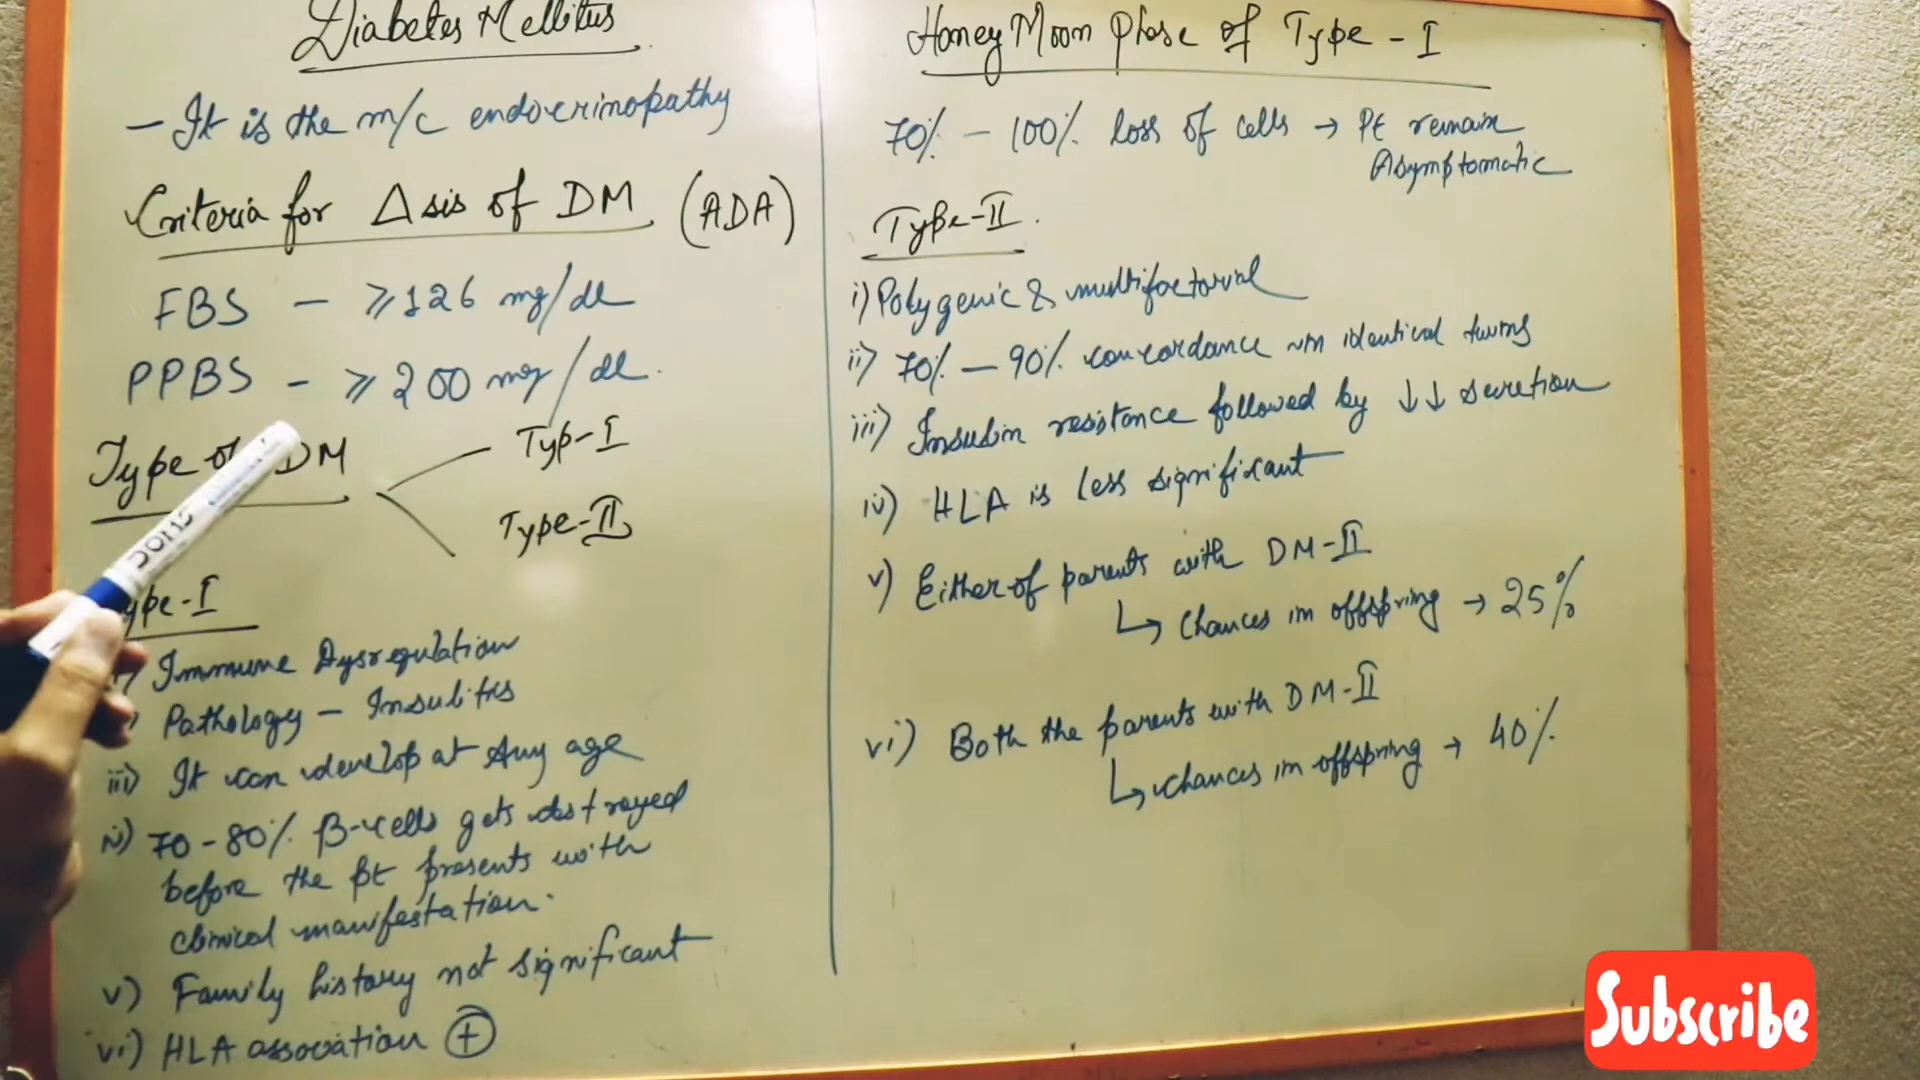 Diabetes Mellitus
- It is the m/c endocrinopathy
Criteria for Δsis of DM (ADA)
FBS - ⩾126 mg/dl
PPBS - ⩾200 mg/dl.
Type of DM
Typ-I
Type-II
ype-I
Immune Dysregulation
Pathology - Insulitis
iii) It can develop at Any age
iv) 70-80% β-cells gets destroyed
before the pt presents with
clinical manifestation.
v) Family history not significant
vi) HLA association +
Honey Moon Phase of Type-I
70% - 100% loss of cells → Pt remain
Asymptomatic
Type-II.
i) Polygenic & multifactorial
ii) 70% - 90% concordance in identical twins
iii) Insulin resistance followed by ↓↓ secretion
iv) HLA is less significant
v) Either of parents with DM-II
↳ chances in offspring → 25%
vi) Both the parents with DM-II
↳ chances in offspring → 40%
DOMS
Subscribe